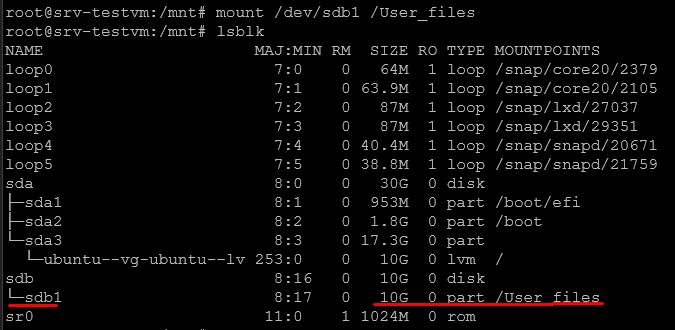 root@srv-testvm:/mnt# mount /dev/sdb1 /User_files
root@srv-testvm:/mnt# lsblk
NAME                      MAJ:MIN RM  SIZE RO TYPE MOUNTPOINTS
loop0                       7:0    0   64M  1 loop /snap/core20/2379
loop1                       7:1    0 63.9M  1 loop /snap/core20/2105
loop2                       7:2    0   87M  1 loop /snap/lxd/27037
loop3                       7:3    0   87M  1 loop /snap/lxd/29351
loop4                       7:4    0 40.4M  1 loop /snap/snapd/20671
loop5                       7:5    0 38.8M  1 loop /snap/snapd/21759
sda                         8:0    0   30G  0 disk
├─sda1                      8:1    0  953M  0 part /boot/efi
├─sda2                      8:2    0  1.8G  0 part /boot
└─sda3                      8:3    0 17.3G  0 part
  └─ubuntu--vg-ubuntu--lv 253:0    0   10G  0 lvm  /
sdb                         8:16   0   10G  0 disk
└─sdb1                      8:17   0   10G  0 part /User_files
sr0                        11:0    1 1024M  0 rom